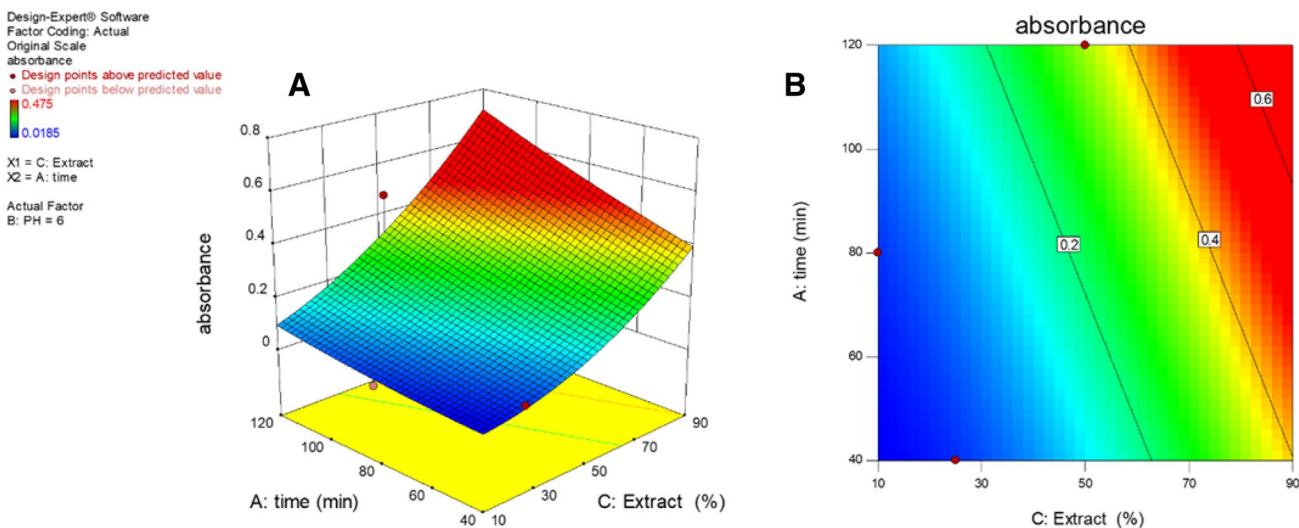 Design-Expert® Software
Factor Coding: Actual
Original Scale
absorbance
Design points above predicted value
Design points below predicted value
0.475
0.0185
X1 = C: Extract
X2 = A: time
Actual Factor
B: PH = 6
A
0.8
0.6
0.4
0.2
0
absorbance
120
100
80
60
40
A: time (min)
10
30
50
70
90
C: Extract (%)
B
absorbance
120
100
80
60
40
A: time (min)
0.6
0.4
0.2
10
30
50
70
90
C: Extract (%)